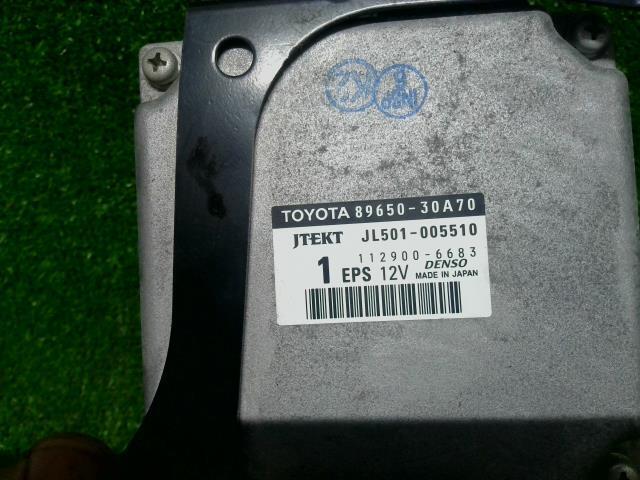 TOYOTA 89650-30A70
JTEKT JL501-005510
112900-6683
1 EPS 12V DENSO MADE IN JAPAN